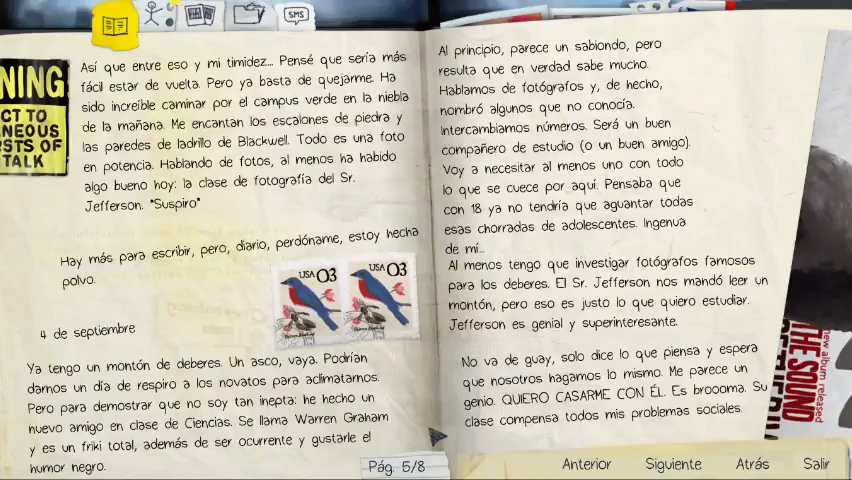 SMS
NING
CT TO
NEOUS
STS OF
TALK
Así que entre eso y mi timidez... Pensé que sería más
fácil estar de vuelta. Pero ya basta de quejarme. Ha
sido increíble caminar por el campus verde en la niebla
de la mañana. Me encantan los escalones de piedra y
las paredes de ladrillo de Blackwell. Todo es una foto
en potencia. Hablando de fotos, al menos ha habido
algo bueno hoy: la clase de fotografía del Sr.
Jefferson. *Suspiro*
Hay más para escribir, pero, diario, perdóname, estoy hecha
polvo.
USA 03
USA 03
4 de septiembre
Ya tengo un montón de deberes. Un asco, vaya. Podrían
darnos un día de respiro a los novatos para aclimatarnos.
Pero para demostrar que no soy tan inepta: he hecho un
nuevo amigo en clase de Ciencias. Se llama Warren Graham
y es un friki total, además de ser ocurrente y gustarle el
humor negro.
Pág. 5/8
Al principio, parece un sabiondo, pero
resulta que en verdad sabe mucho.
Hablamos de fotógrafos y, de hecho,
nombró algunos que no conocía.
Intercambiamos números. Será un buen
compañero de estudio (o un buen amigo).
Voy a necesitar al menos uno con todo
lo que se cuece por aquí. Pensaba que
con 18 ya no tendría que aguantar todas
esas chorradas de adolescentes. Ingenua
de mí...
Al menos tengo que investigar fotógrafos famosos
para los deberes. El Sr. Jefferson nos mandó leer un
montón, pero eso es justo lo que quiero estudiar.
Jefferson es genial y superinteresante.
No va de guay, solo dice lo que piensa y espera
que nosotros hagamos lo mismo. Me parece un
genio. QUIERO CASARME CON ÉL. Es broooma. Su
clase compensa todos mis problemas sociales.
new album released
THE SOUND
Anterior Siguiente Atrás Salir